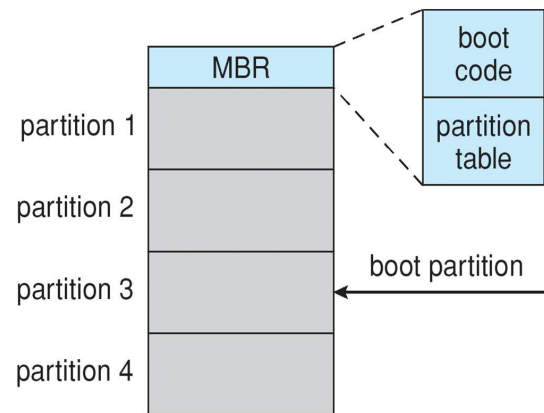 MBR
boot
code
partition
table
partition 1
partition 2
boot partition
partition 3
partition 4